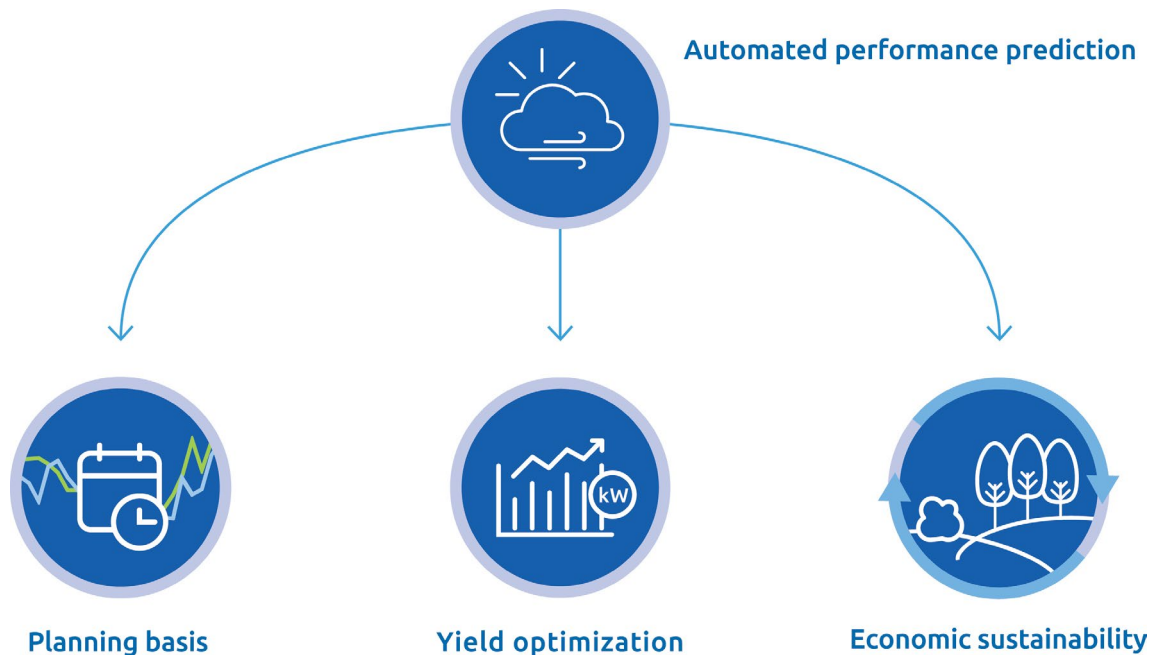 Automated performance prediction
kW
Planning basis
Yield optimization
Economic sustainability